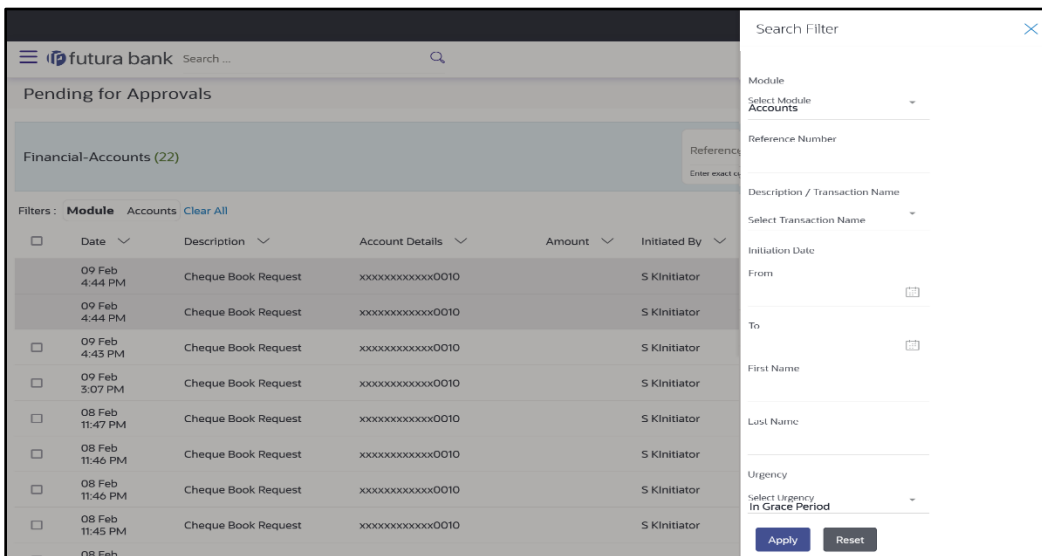 Search Filter
futura bank Search ...
Pending for Approvals
Module
Select Module
Accounts
Reference Number
Financial-Accounts (22)
Reference
Enter exact
Description / Transaction Name
Select Transaction Name
Filters : Module Accounts Clear All
Date Description Account Details Amount Initiated By
Initiation Date
From
09 Feb
4:44 PM
Cheque Book Request xxxxxxxxxxxx0010 S KInitiator
09 Feb
4:44 PM
Cheque Book Request xxxxxxxxxxxx0010 S KInitiator
To
09 Feb
4:43 PM
Cheque Book Request xxxxxxxxxxxx0010 S KInitiator
First Name
09 Feb
3:07 PM
Cheque Book Request xxxxxxxxxxxx0010 S KInitiator
Last Name
08 Feb
11:47 PM
Cheque Book Request xxxxxxxxxxxx0010 S KInitiator
08 Feb
11:46 PM
Cheque Book Request xxxxxxxxxxxx0010 S KInitiator
Urgency
Select Urgency
In Grace Period
08 Feb
11:46 PM
Cheque Book Request xxxxxxxxxxxx0010 S KInitiator
08 Feb
11:45 PM
Cheque Book Request xxxxxxxxxxxx0010 S KInitiator
Apply Reset
08 Feb